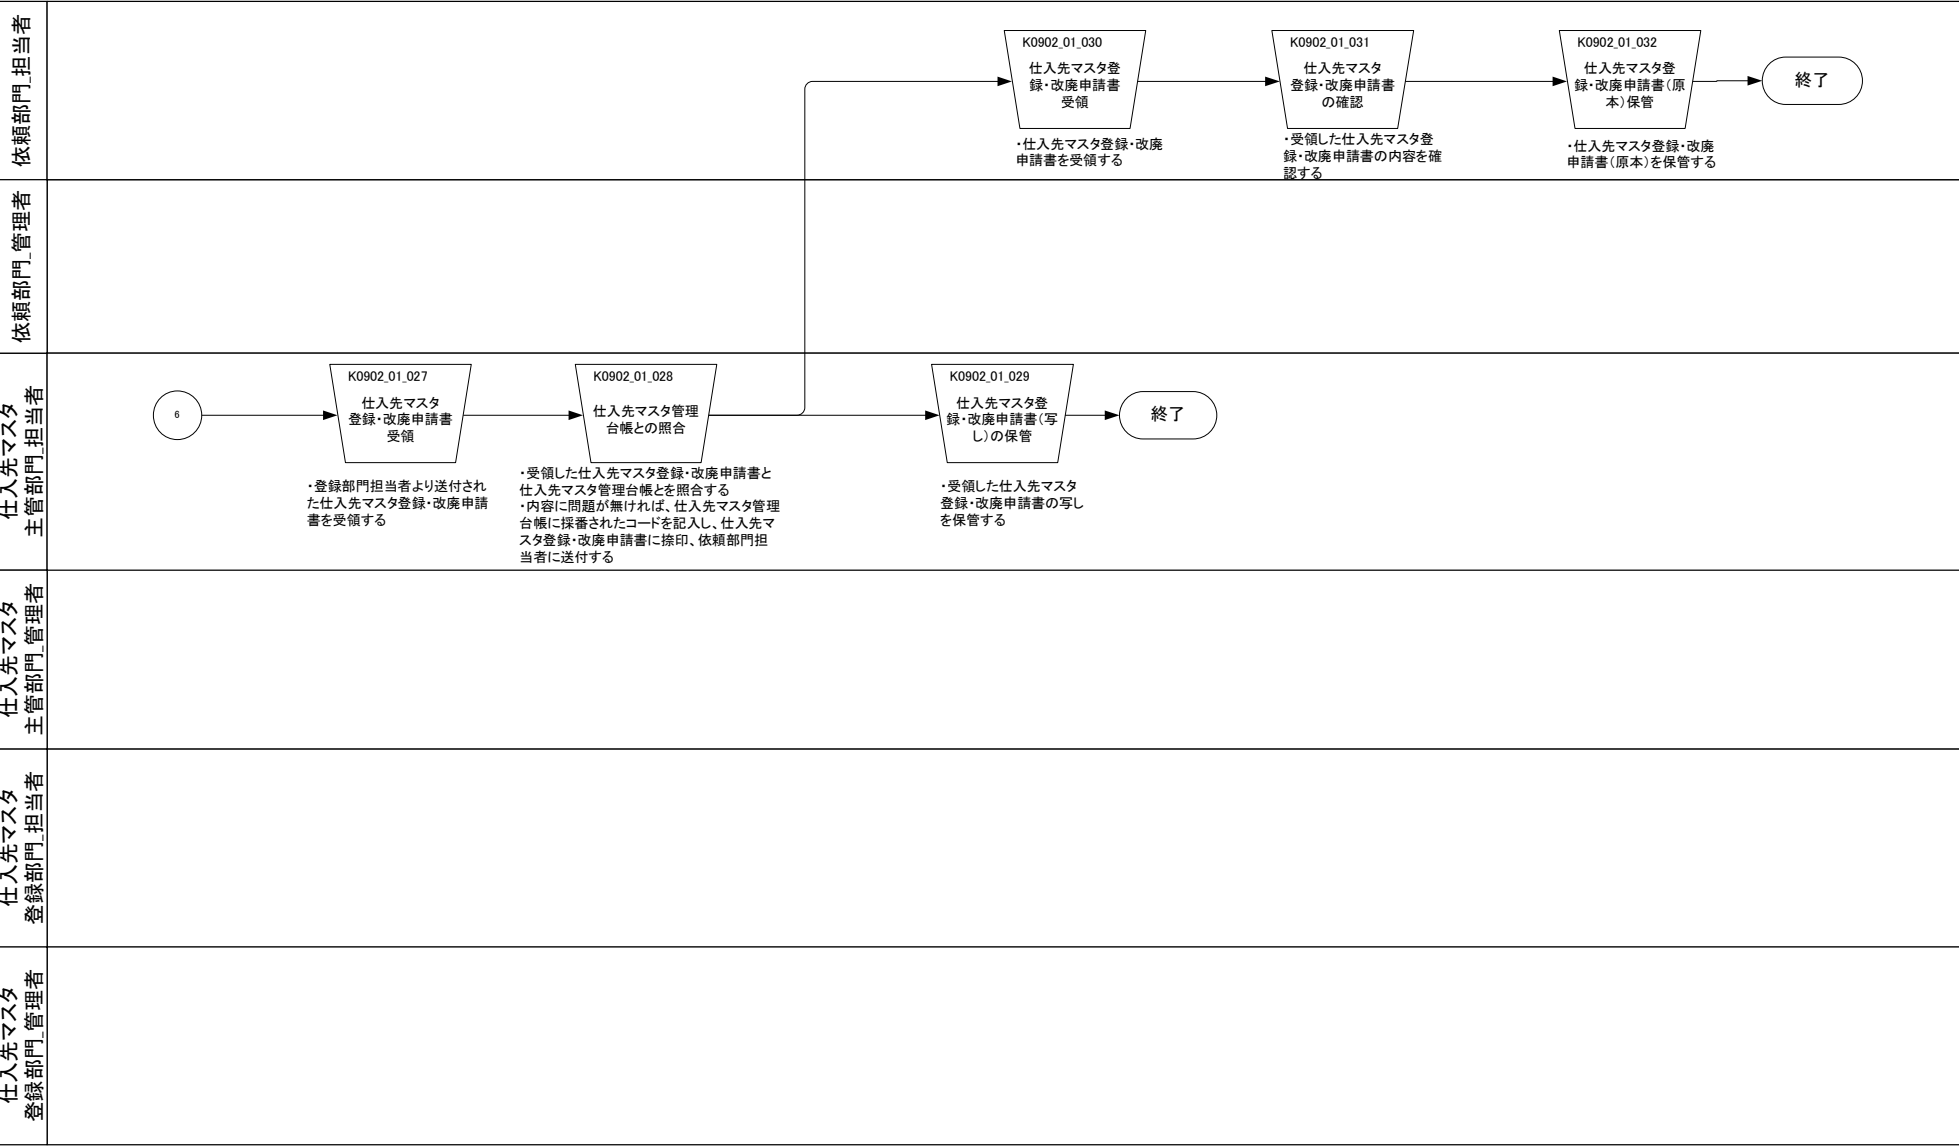 依頼部門_担当者
K0902_01_030
仕入先マスタ登
録・改廃申請書
受領
・仕入先マスタ登録・改廃
申請書を受領する
K0902_01_031
仕入先マスタ
登録・改廃申請書
の確認
・受領した仕入先マスタ登
録・改廃申請書の内容を確
認する
K0902_01_032
仕入先マスタ登
録・改廃申請書（原
本）保管
・仕入先マスタ登録・改廃
申請書（原本）を保管する
終了
依頼部門_管理者
仕入先マスタ
主管部門_担当者
6
K0902_01_027
仕入先マスタ
登録・改廃申請書
受領
・登録部門担当者より送付され
た仕入先マスタ登録・改廃申請
書を受領する
K0902_01_028
仕入先マスタ管理
台帳との照合
・受領した仕入先マスタ登録・改廃申請書と
仕入先マスタ管理台帳とを照合する
・内容に問題が無ければ、仕入先マスタ管理
台帳に採番されたコードを記入し、仕入先マ
スタ登録・改廃申請書に捺印、依頼部門担
当者に送付する
K0902_01_029
仕入先マスタ登
録・改廃申請書（写
し）の保管
・受領した仕入先マスタ
登録・改廃申請書の写し
を保管する
終了
仕入先マスタ
主管部門_管理者
仕入先マスタ
登録部門_担当者
仕入先マスタ
登録部門_管理者